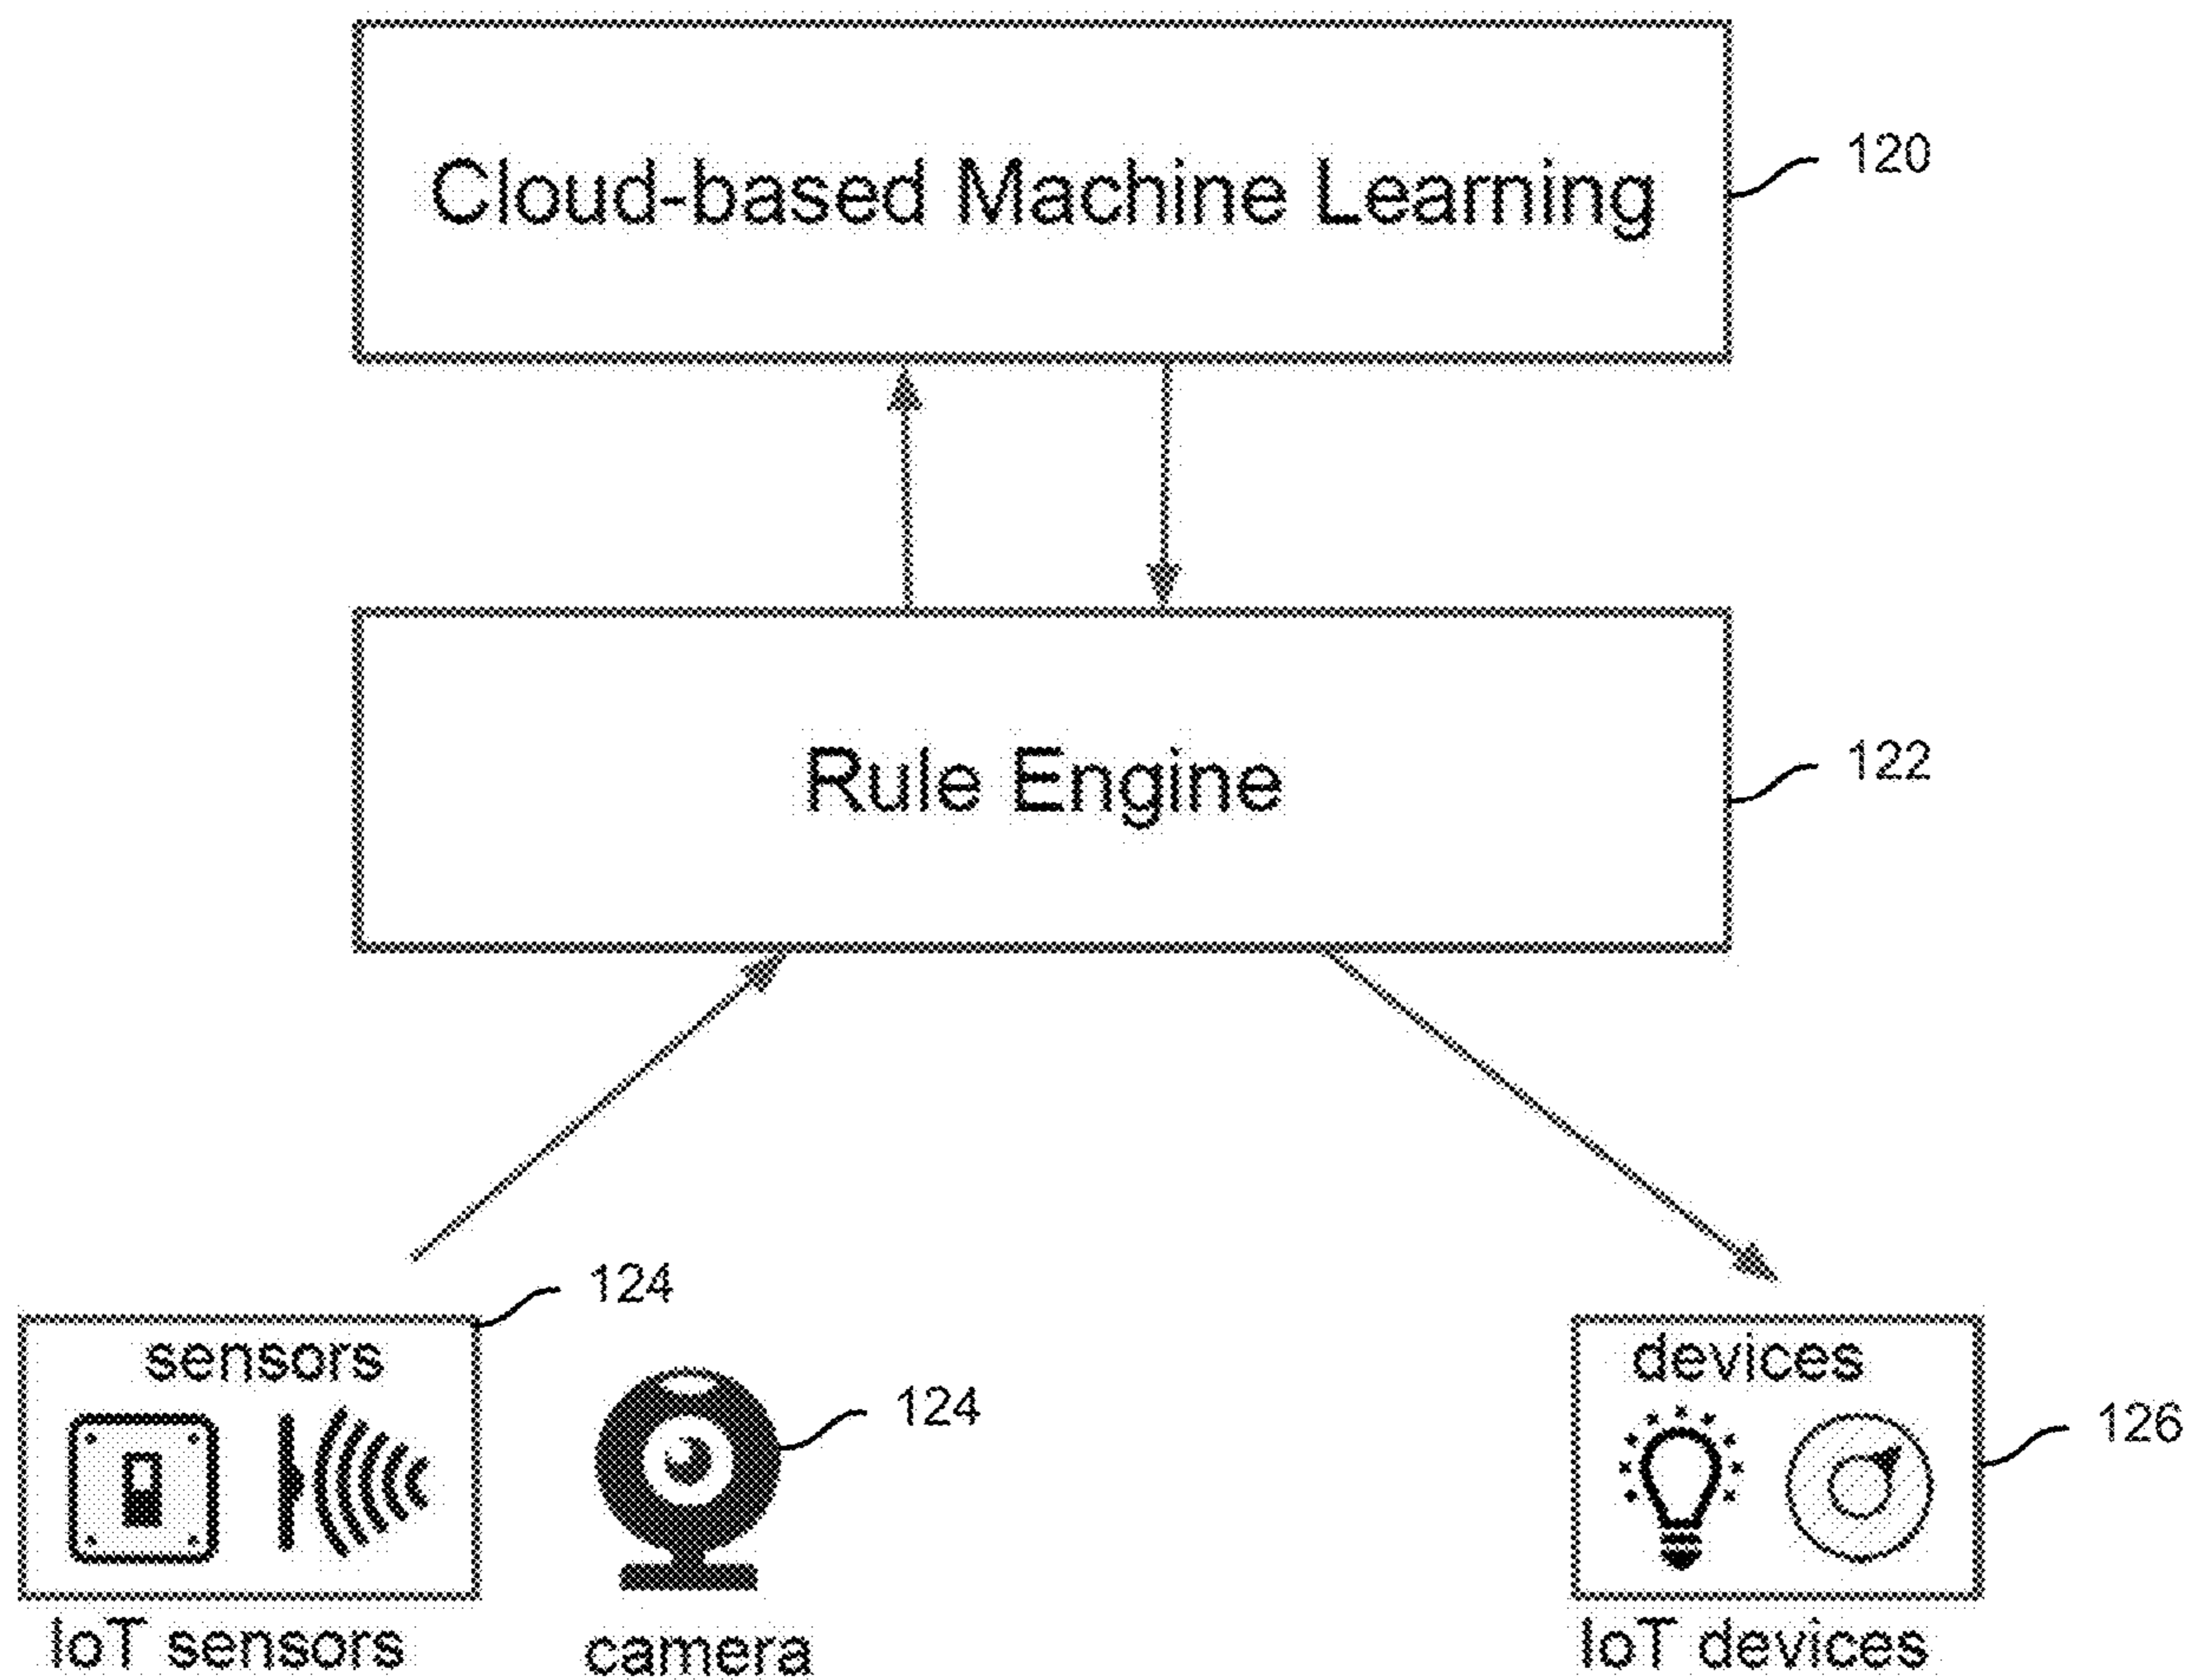 Cloud-based Machine Learning
120
Rule Engine
122
124
sensors
124
devices
126
IoT sensors
camera
IoT devices